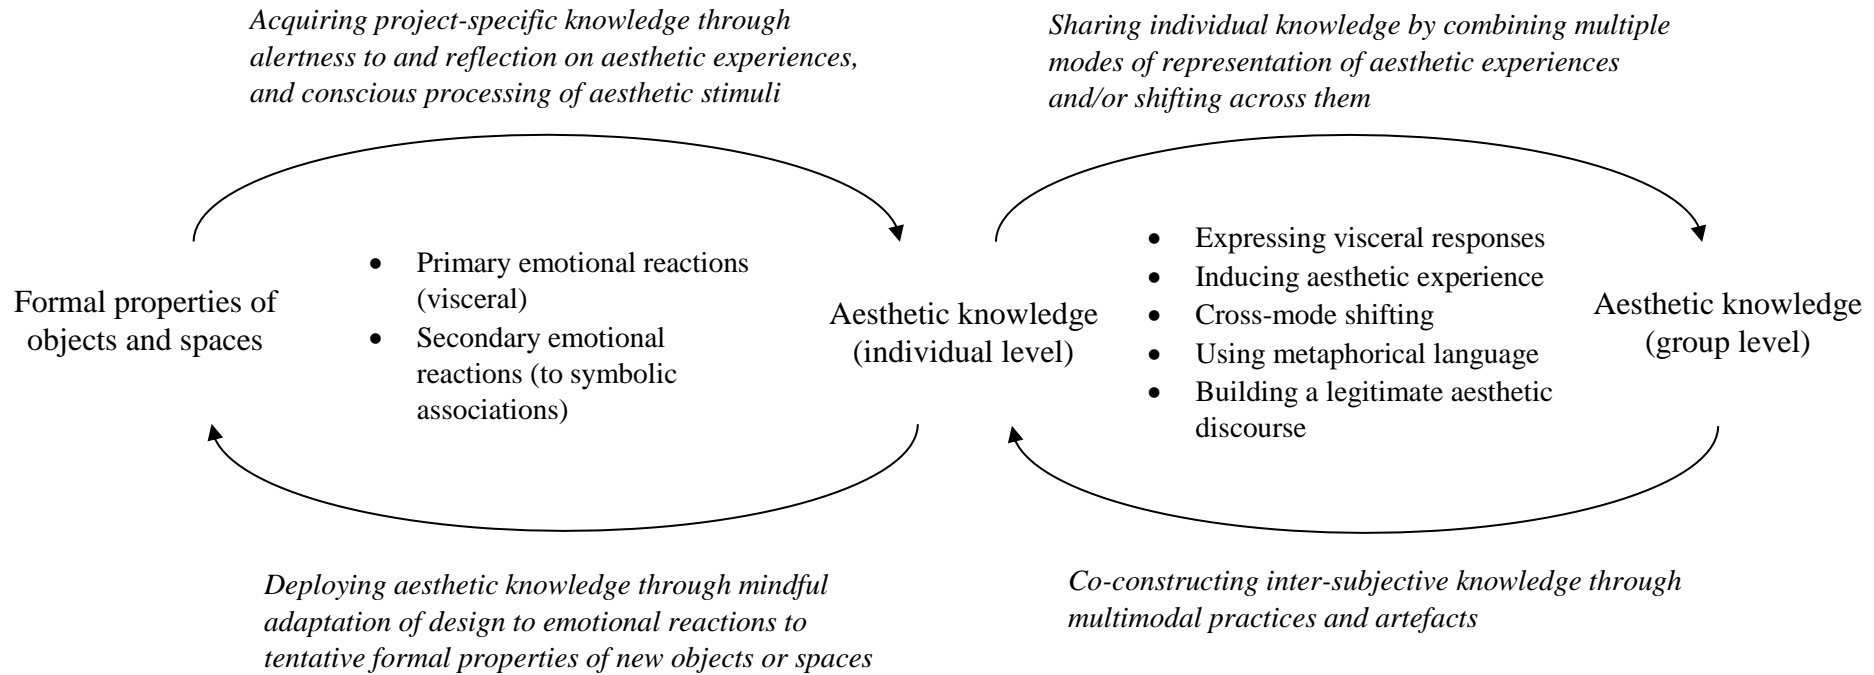 Acquiring project-specific knowledge through
alertness to and reflection on aesthetic experiences,
and conscious processing of aesthetic stimuli
Sharing individual knowledge by combining multiple
modes of representation of aesthetic experiences
and/or shifting across them
Formal properties of
objects and spaces
• Primary emotional reactions
(visceral)
• Secondary emotional
reactions (to symbolic
associations)
Aesthetic knowledge
(individual level)
• Expressing visceral responses
• Inducing aesthetic experience
• Cross-mode shifting
• Using metaphorical language
• Building a legitimate aesthetic
discourse
Aesthetic knowledge
(group level)
Deploying aesthetic knowledge through mindful
adaptation of design to emotional reactions to
tentative formal properties of new objects or spaces
Co-constructing inter-subjective knowledge through
multimodal practices and artefacts